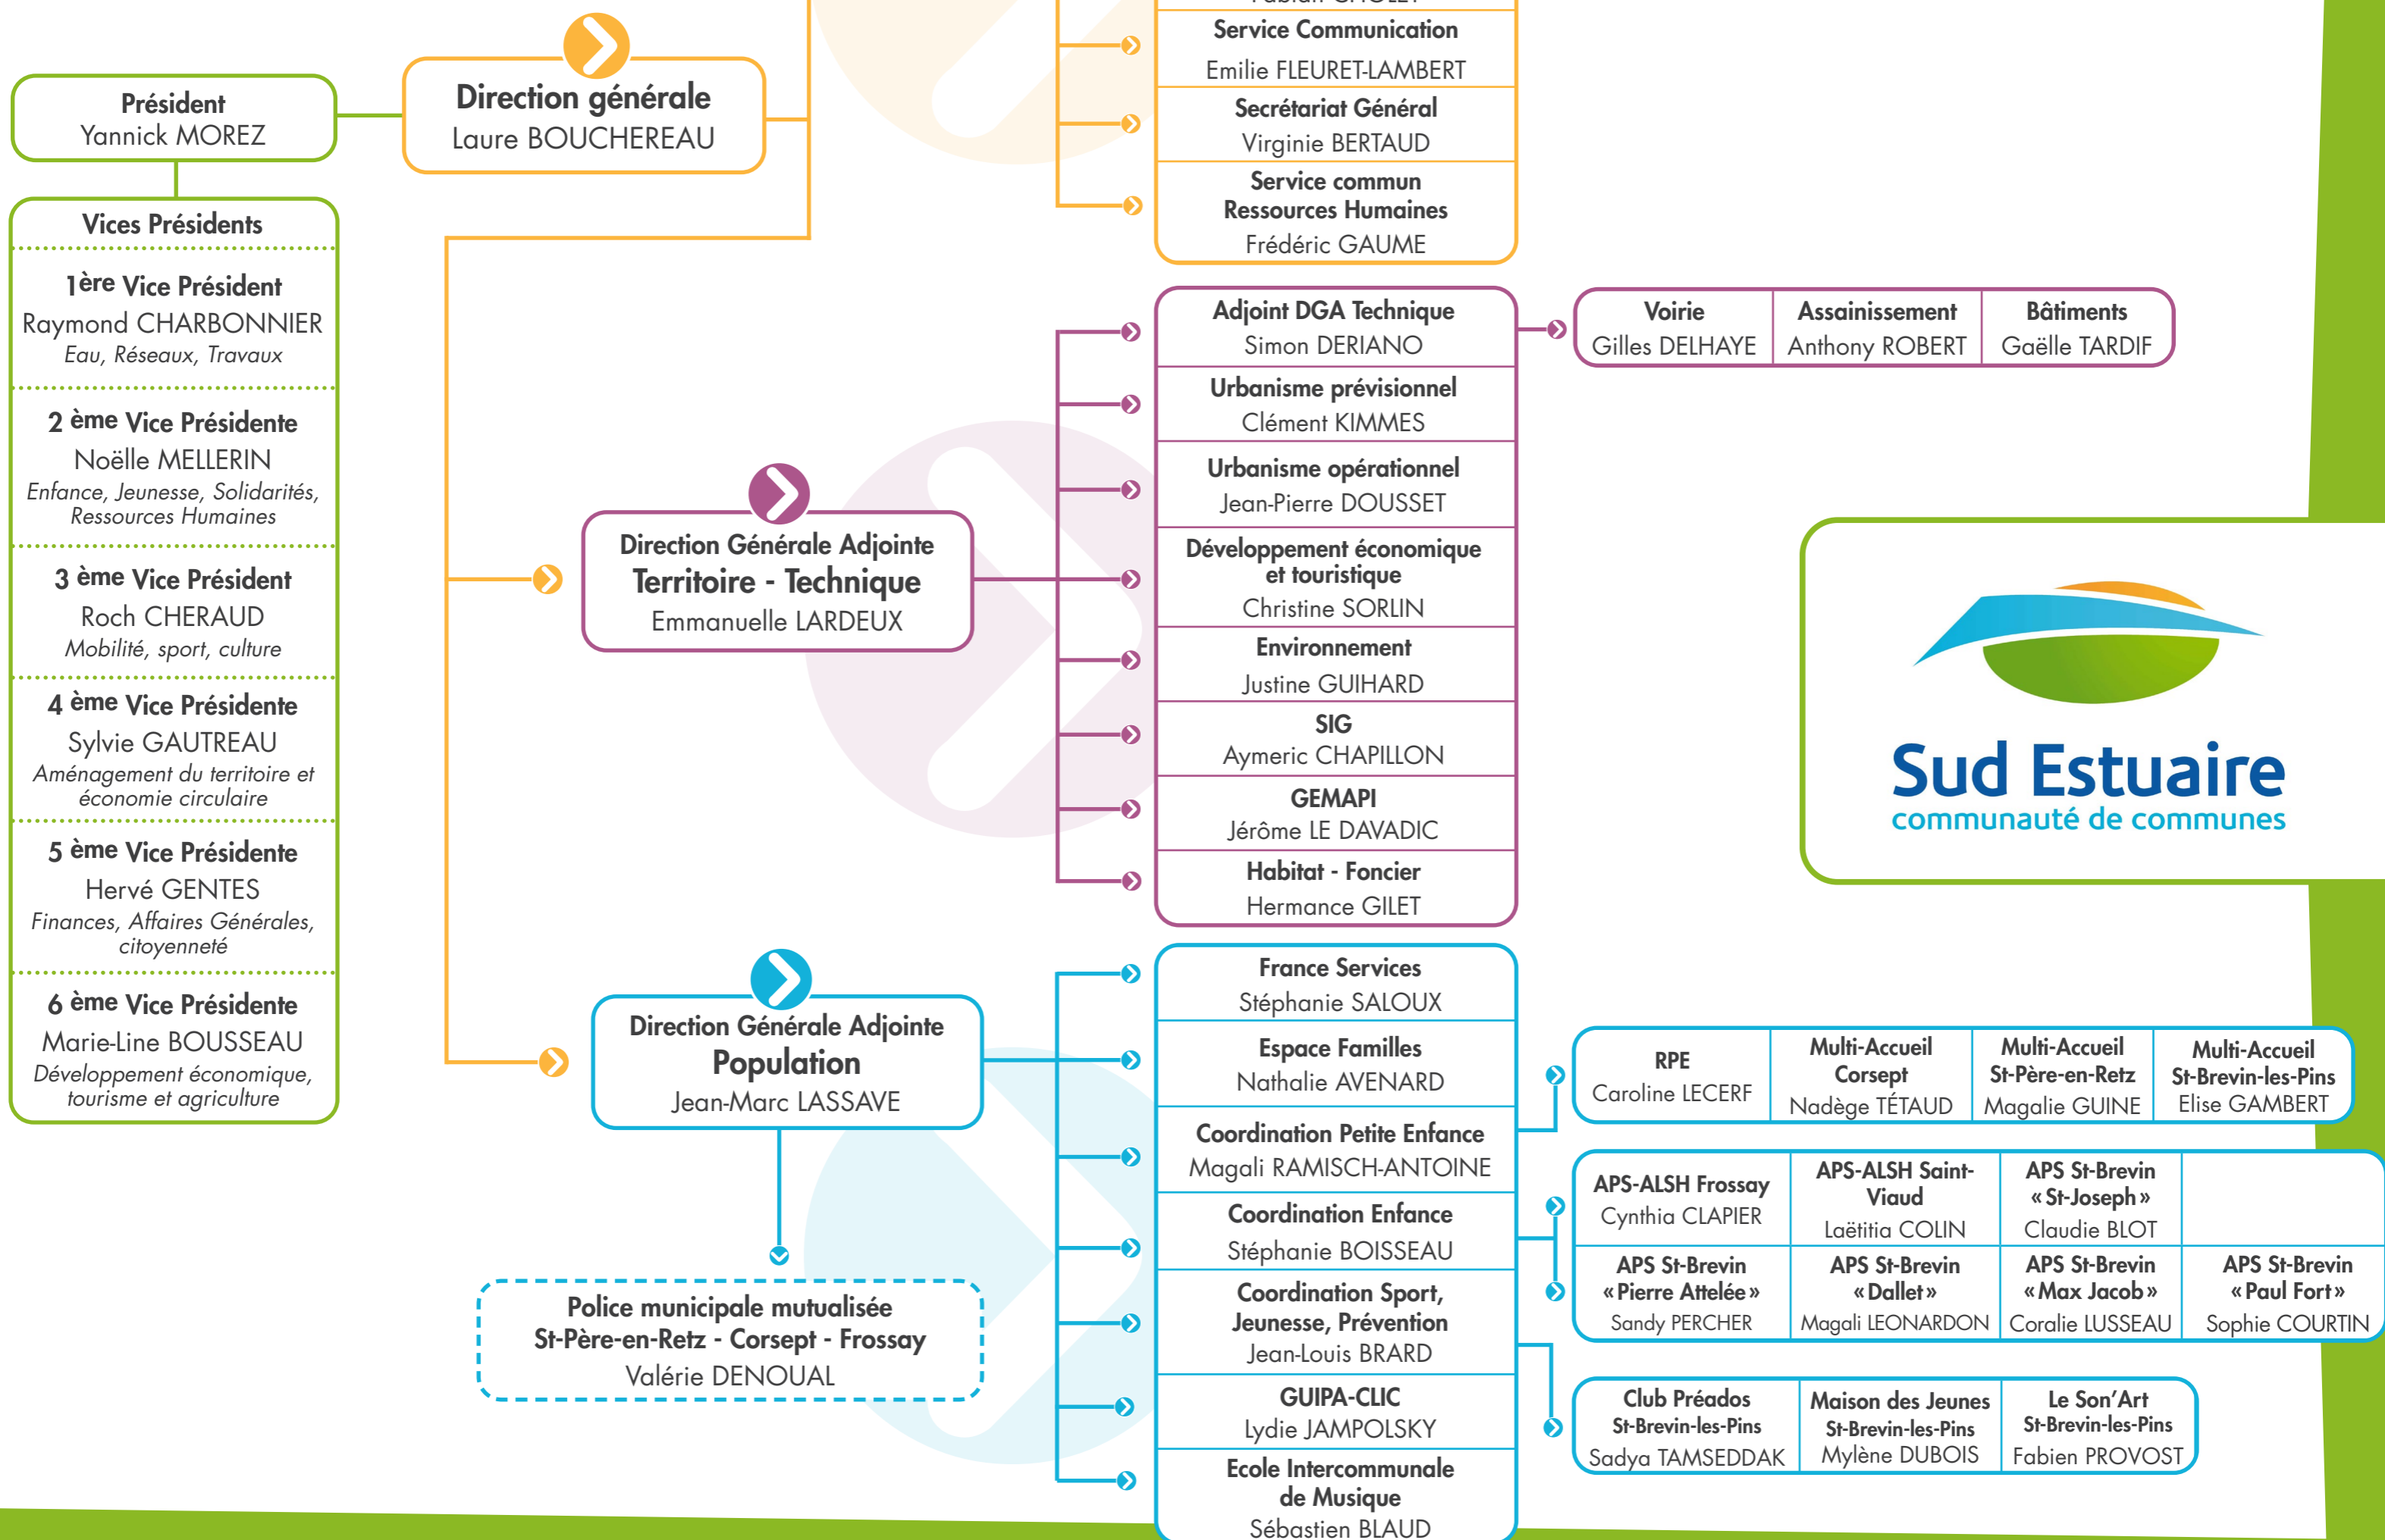 Président
Yannick MOREZ
Vices Présidents
1ère Vice Président
Raymond CHARBONNIER
Eau, Réseaux, Travaux
2 ème Vice Présidente
Noëlle MELLERIN
Enfance, Jeunesse, Solidarités,
Ressources Humaines
3 ème Vice Président
Roch CHERAUD
Mobilité, sport, culture
4 ème Vice Présidente
Sylvie GAUTREAU
Aménagement du territoire et
économie circulaire
5 ème Vice Présidente
Hervé GENTES
Finances, Affaires Générales,
citoyenneté
6 ème Vice Présidente
Marie-Line BOUSSEAU
Développement économique,
tourisme et agriculture
Direction générale
Laure BOUCHEREAU
Service Communication
Emilie FLEURET-LAMBERT
Secrétariat Général
Virginie BERTAUD
Service commun
Ressources Humaines
Frédéric GAUME
Direction Générale Adjointe
Territoire - Technique
Emmanuelle LARDEUX
Adjoint DGA Technique
Simon DERIANO
Voirie
Gilles DELHAYE
Assainissement
Anthony ROBERT
Bâtiments
Gaëlle TARDIF
Urbanisme prévisionnel
Clément KIMMES
Urbanisme opérationnel
Jean-Pierre DOUSSET
Développement économique
et touristique
Christine SORLIN
Environnement
Justine GUIHARD
SIG
Aymeric CHAPILLON
GEMAPI
Jérôme LE DAVADIC
Habitat - Foncier
Hermance GILET
Sud Estuaire
communauté de communes
Direction Générale Adjointe
Population
Jean-Marc LASSAVE
Police municipale mutualisée
St-Père-en-Retz - Corsept - Frossay
Valérie DENOUAL
France Services
Stéphanie SALOUX
Espace Familles
Nathalie AVENARD
Coordination Petite Enfance
Magali RAMISCH-ANTOINE
RPE
Caroline LECERF
Multi-Accueil
Corsept
Nadège TÉTAUD
Multi-Accueil
St-Père-en-Retz
Magalie GUINE
Multi-Accueil
St-Brevin-les-Pins
Elise GAMBERT
Coordination Enfance
Stéphanie BOISSEAU
APS-ALSH Frossay
Cynthia CLAPIER
APS-ALSH Saint-
Viaud
Laëtitia COLIN
APS St-Brevin
« St-Joseph »
Claudie BLOT
APS St-Brevin
« Pierre Attelée »
Sandy PERCHER
APS St-Brevin
« Dallet »
Magali LEONARDON
APS St-Brevin
« Max Jacob »
Coralie LUSSEAU
APS St-Brevin
« Paul Fort »
Sophie COURTIN
Coordination Sport,
Jeunesse, Prévention
Jean-Louis BRARD
Club Préados
St-Brevin-les-Pins
Sadya TAMSEDDAK
Maison des Jeunes
St-Brevin-les-Pins
Mylène DUBOIS
Le Son'Art
St-Brevin-les-Pins
Fabien PROVOST
GUIPA-CLIC
Lydie JAMPOLSKY
Ecole Intercommunale
de Musique
Sébastien BLAUD